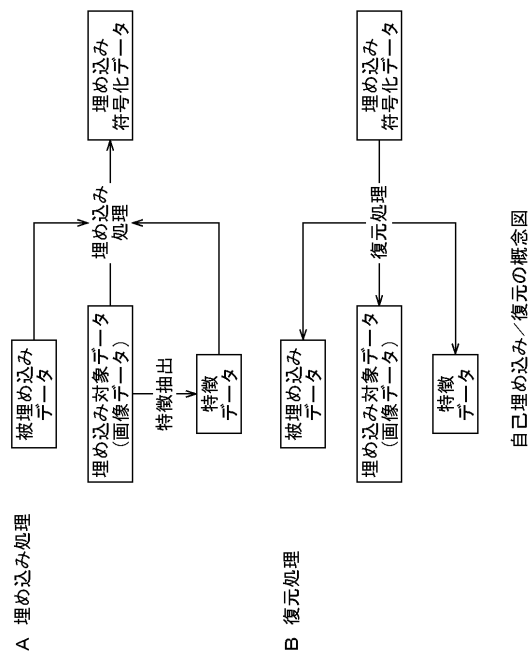 A 埋め込み処理
被埋め込み
データ
埋め込み対象データ
(画像データ)
特徴抽出
特徴
データ
埋め込み
処理
埋め込み
符号化データ
B 復元処理
被埋め込み
データ
埋め込み対象データ
(画像データ)
特徴
データ
復元処理
埋め込み
符号化データ
自己埋め込み／復元の概念図